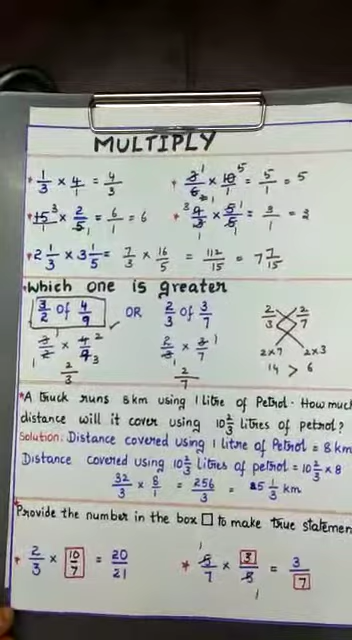 MULTIPLY
* 1/3 × 4/1 = 4/3
* 3/6 × 10/1 = 5/1 = 5
* 15/1 × 2/5 = 6/1 = 6
* 2 1/3 × 3 1/5 = 7/3 × 16/5 = 112/15 = 7 7/15
Which one is greater
3/2 of 4/9 OR 2/3 of 3/7
3/2 × 4/9 2/3 × 3/7
2/3 2/7
2/3 2/7
2×7 2×3
14 > 6
* A truck runs 8km using 1 litre of Petrol. How much
distance will it cover using 10 2/3 litres of petrol?
Solution: Distance covered using 1 litre of Petrol = 8 km
Distance covered using 10 2/3 litres of petrol = 10 2/3 × 8
32/3 × 8/1 = 256/3 = 85 1/3 km
Provide the number in the box □ to make true statemen
* 2/3 × 10/7 = 20/21
* 5/7 × 3/5 = 3/7